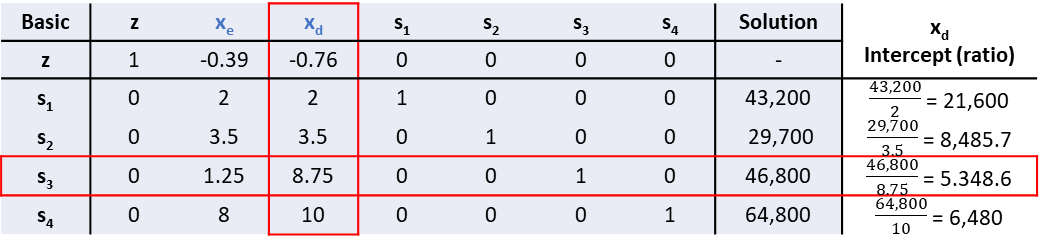 Basic z xₑ x_d s₁ s₂ s₃ s₄ Solution x_d Intercept (ratio)
z 1 -0.39 -0.76 0 0 0 0 -
s₁ 0 2 2 1 0 0 0 43,200 43,200/2 = 21,600
s₂ 0 3.5 3.5 0 1 0 0 29,700 29,700/3.5 = 8,485.7
s₃ 0 1.25 8.75 0 0 1 0 46,800 46,800/8.75 = 5.348.6
s₄ 0 8 10 0 0 0 1 64,800 64,800/10 = 6,480